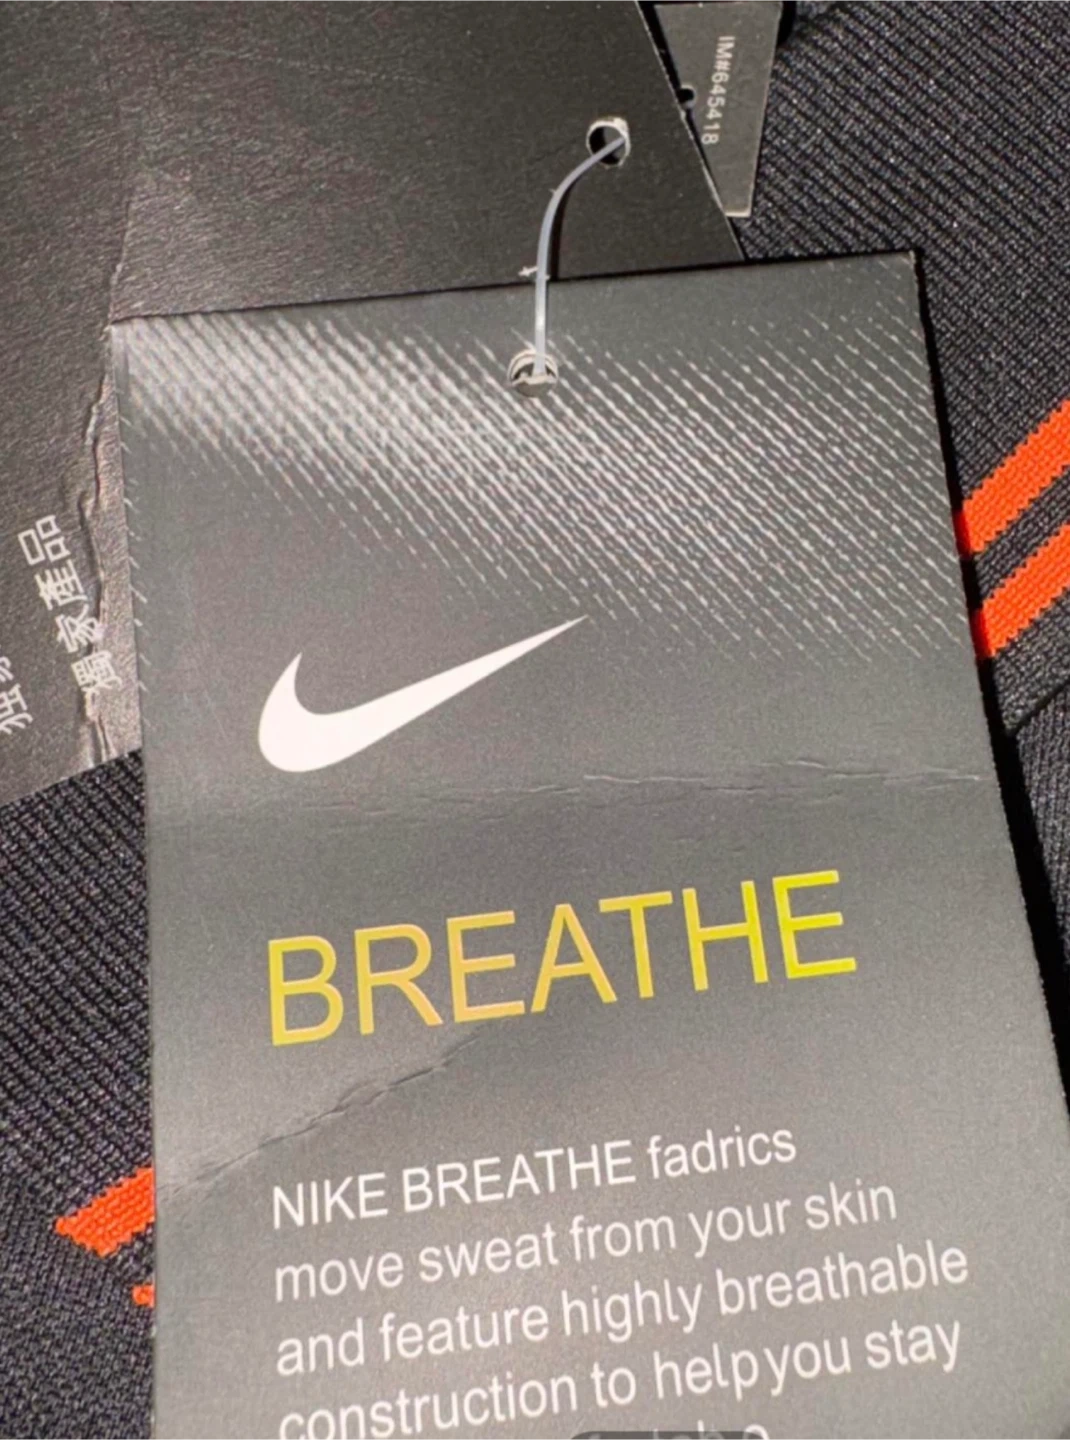 IM#645418
獨家產品
BREATHE
NIKE BREATHE fadrics
move sweat from your skin
and feature highly breathable
construction to help you stay